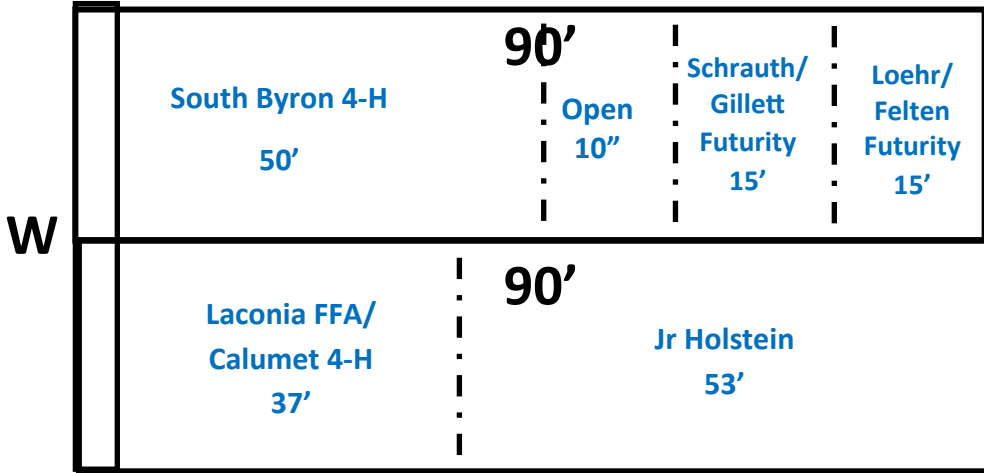 90’
South Byron 4-H
50’
Open
10”
Schrauth/
Gillett
Futurity
15’
Loehr/
Felten
Futurity
15’
W
90’
Laconia FFA/
Calumet 4-H
37’
Jr Holstein
53’